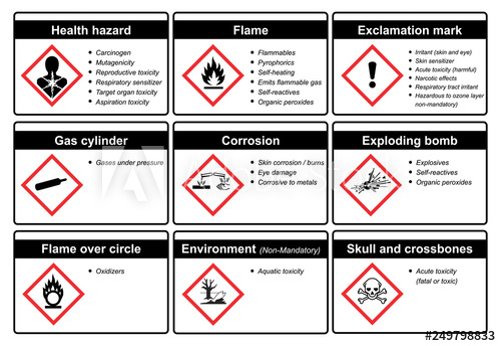 Health hazard
Carcinogen
Mutagenicity
Reproductive toxicity
Respiratory sensitizer
Target organ toxicity
Aspiration toxicity
Flame
Flammables
Pyrophorics
Self-heating
Emits flammable gas
Self-reactives
Organic peroxides
Exclamation mark
Irritant (skin and eye)
Skin sensitizer
Acute toxicity (harmful)
Narcotic effects
Respiratory tract irritant
Hazardous to ozone layer
non-mandatory)
Gas cylinder
Gases under pressure
Corrosion
Skin corrosion / burns
Eye damage
Corrosive to metals
Exploding bomb
Explosives
Self-reactives
Organic peroxides
Flame over circle
Oxidizers
Environment (Non-Mandatory)
Aquatic toxicity
Skull and crossbones
Acute toxicity
(fatal or toxic)
#249798833